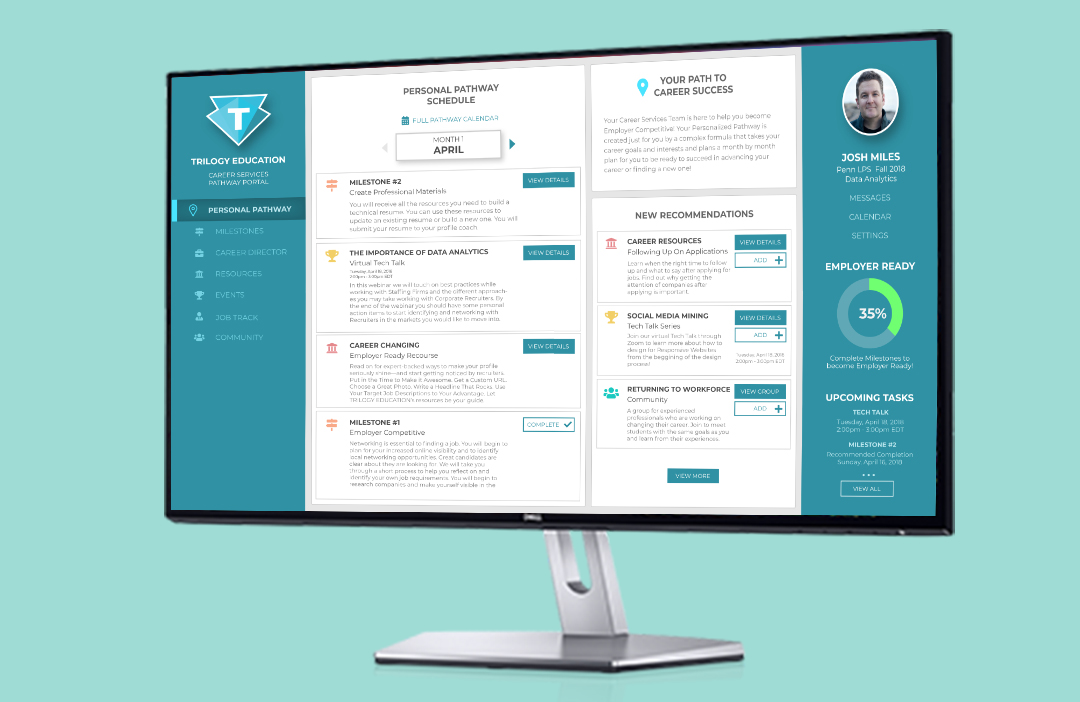 TRILOGY EDUCATION
CAREER SERVICES
PATHWAY PORTAL
PERSONAL PATHWAY
MILESTONES
CAREER DIRECTOR
RESOURCES
EVENTS
JOB TRACK
COMMUNITY
PERSONAL PATHWAY
SCHEDULE
FULL PATHWAY CALENDAR
MONTH 1
APRIL
MILESTONE #2
VIEW DETAILS
Create Professional Materials
You will receive all the resources you need to build a
technical resume. You can use these resources to
update an existing resume or build a new one. You will
submit your resume to your profile coach.
THE IMPORTANCE OF DATA ANALYTICS
VIEW DETAILS
Virtual Tech Talk
Tuesday, April 18, 2018
2:00pm - 3:00pm EDT
In this webinar we will touch on best practices while
working with Staffing Firms and the different approach-
es you may take working with Corporate Recruiters. By
the end of the webinar you should have some personal
action items to start identifying and networking with
Recruiters in the markets you would like to move into.
CAREER CHANGING
VIEW DETAILS
Employer Ready Recourse
Read on for expert-backed ways to make your profile
seriously shine—and start getting noticed by recruiters.
Put in the Time to Make It Awesome. Get a Custom URL.
Choose a Great Photo. Write a Headline That Rocks. Use
Your Target Job Descriptions to Your Advantage. Let
TRILOGY EDUCATION's resources be your guide
MILESTONE #1
COMPLETE
Employer Competitive
Networking is essential to finding a job. You will begin to
plan for your increased online visibility and to identify
local networking opportunities. Great candidates are
clear about they are looking for. We will take you
through a short process to help you reflect on and
identify your own job requirements. You will begin to
research companies and make yourself visible in the
YOUR PATH TO
CAREER SUCCESS
Your Career Services Team is here to help you become
Employer Competitive! Your Personalized Pathway is
created just for you by a complex formula that takes your
career goals and interests and plans a month by month
plan for you to be ready to succeed in advancing your
career or finding a new one!
NEW RECOMMENDATIONS
CAREER RESOURCES
VIEW DETAILS
Following Up On Applications
ADD
Learn when the right time to follow
up and what to say after applying for
jobs. Find out why getting the
attention of companies after
applying is important.
SOCIAL MEDIA MINING
VIEW DETAILS
Tech Talk Series
ADD
Join our virtual Tech Talk through
Zoom to learn more about how to
design for Responsive Websites
from the beggining of the design
process!
Tuesday, April 19, 2018
2:00pm - 3:00pm EDT
RETURNING TO WORKFORCE
VIEW GROUP
Community
ADD
A group for experienced
professionals who are working on
changing their career. Join to meet
students with the same goals as you
and learn from their experiences.
VIEW MORE
JOSH MILES
Penn LPS Fall 2018
Data Analytics
MESSAGES
CALENDAR
SETTINGS
EMPLOYER READY
35%
Complete Milestones to
become Employer Ready!
UPCOMING TASKS
TECH TALK
Tuesday, April 18, 2018
2:00pm - 3:00pm EDT
MILESTONE #2
Recommended Completion
Sunday, April 16, 2018
VIEW ALL
DELL